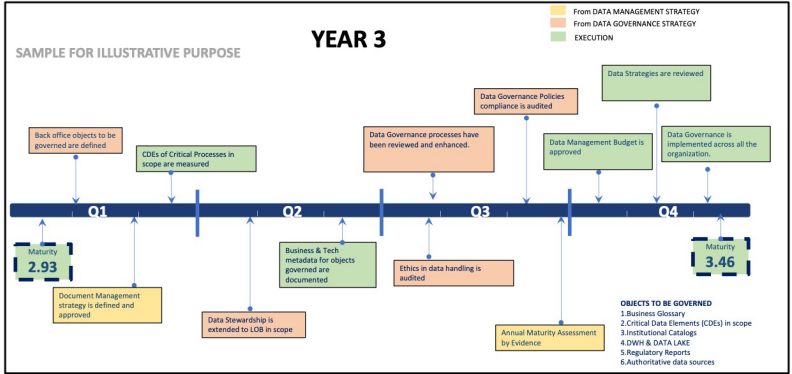 From DATA MANAGEMENT STRATEGY
From DATA GOVERNANCE STRATEGY
EXECUTION
YEAR 3
SAMPLE FOR ILLUSTRATIVE PURPOSE
Data Strategies are reviewed
Data Governance Policies
compliance is audited
Back office objects to be
governed are defined
CDEs of Critical Processes in
scope are measured
Data Governance processes have
been reviewed and enhanced.
Data Management Budget is
approved
Data Governance is
implemented across all the
organization.
Q1
Q2
Q3
Q4
Maturity
2.93
Document Management
strategy is defined and
approved
Data Stewardship is
extended to LOB in scope
Business & Tech
metadata for objects
governed are
documented
Ethics in data handling is
audited
Annual Maturity Assessment
by Evidence
Maturity
3.46
OBJECTS TO BE GOVERNED
1.Business Glossary
2.Critical Data Elements (CDEs) in scope
3.Institutional Catalogs
4.DWH & DATA LAKE
5.Regulatory Reports
6.Authoritative data sources